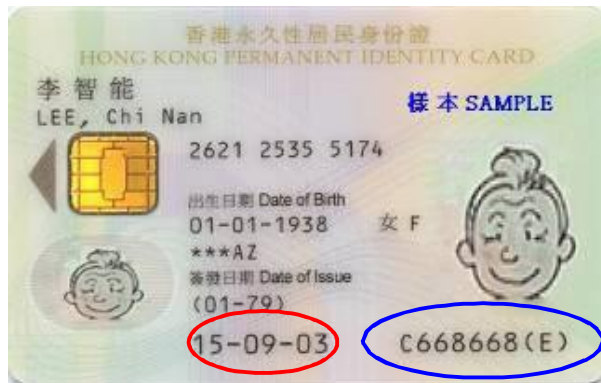 香港永久性居民身份證
HONG KONG PERMANENT IDENTITY CARD
李智能
LEE, Chi Nan
樣本 SAMPLE
2621 2535 5174
出生日期 Date of Birth
01-01-1938 女 F
***AZ
簽發日期 Date of Issue
(01-79)
15-09-03 C668668(E)